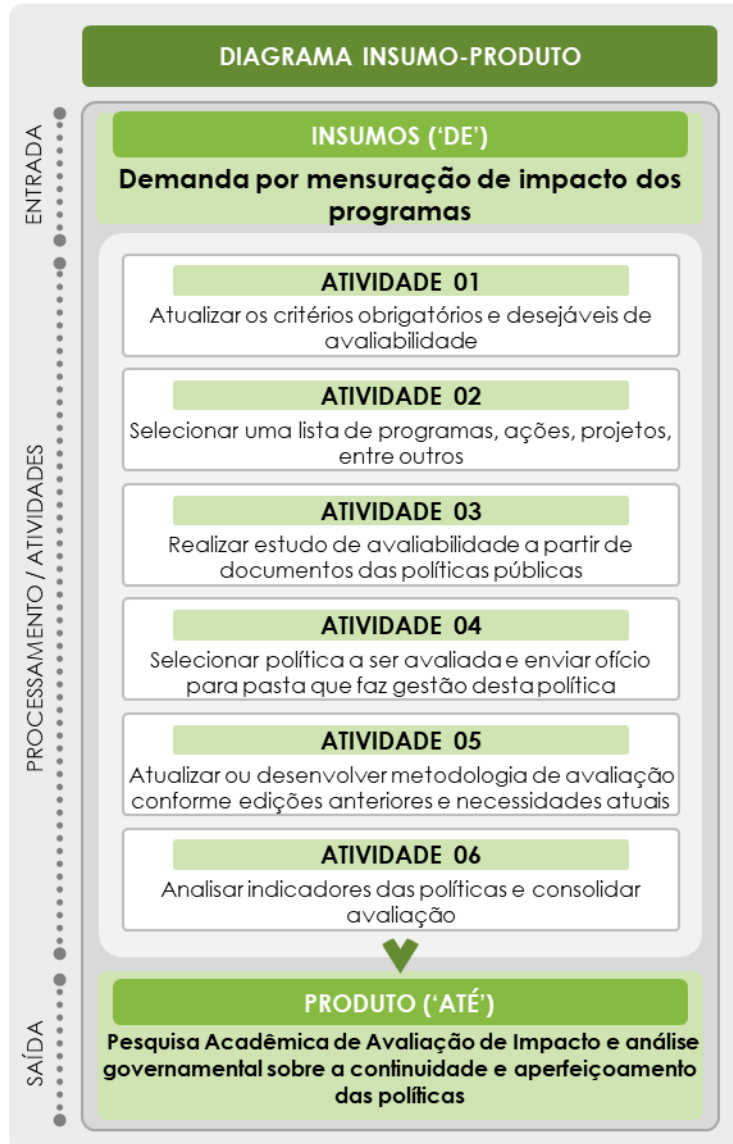 DIAGRAMA INSUMO-PRODUTO
ENTRADA
INSUMOS (‘DE’)
Demanda por mensuração de impacto dos
programas
PROCESSAMENTO / ATIVIDADES
ATIVIDADE 01
Atualizar os critérios obrigatórios e desejáveis de
avaliabilidade
ATIVIDADE 02
Selecionar uma lista de programas, ações, projetos,
entre outros
ATIVIDADE 03
Realizar estudo de avaliabilidade a partir de
documentos das políticas públicas
ATIVIDADE 04
Selecionar política a ser avaliada e enviar ofício
para pasta que faz gestão desta política
ATIVIDADE 05
Atualizar ou desenvolver metodologia de avaliação
conforme edições anteriores e necessidades atuais
ATIVIDADE 06
Analisar indicadores das políticas e consolidar
avaliação
SAÍDA
PRODUTO (‘ATÉ’)
Pesquisa Acadêmica de Avaliação de Impacto e análise
governamental sobre a continuidade e aperfeiçoamento
das políticas